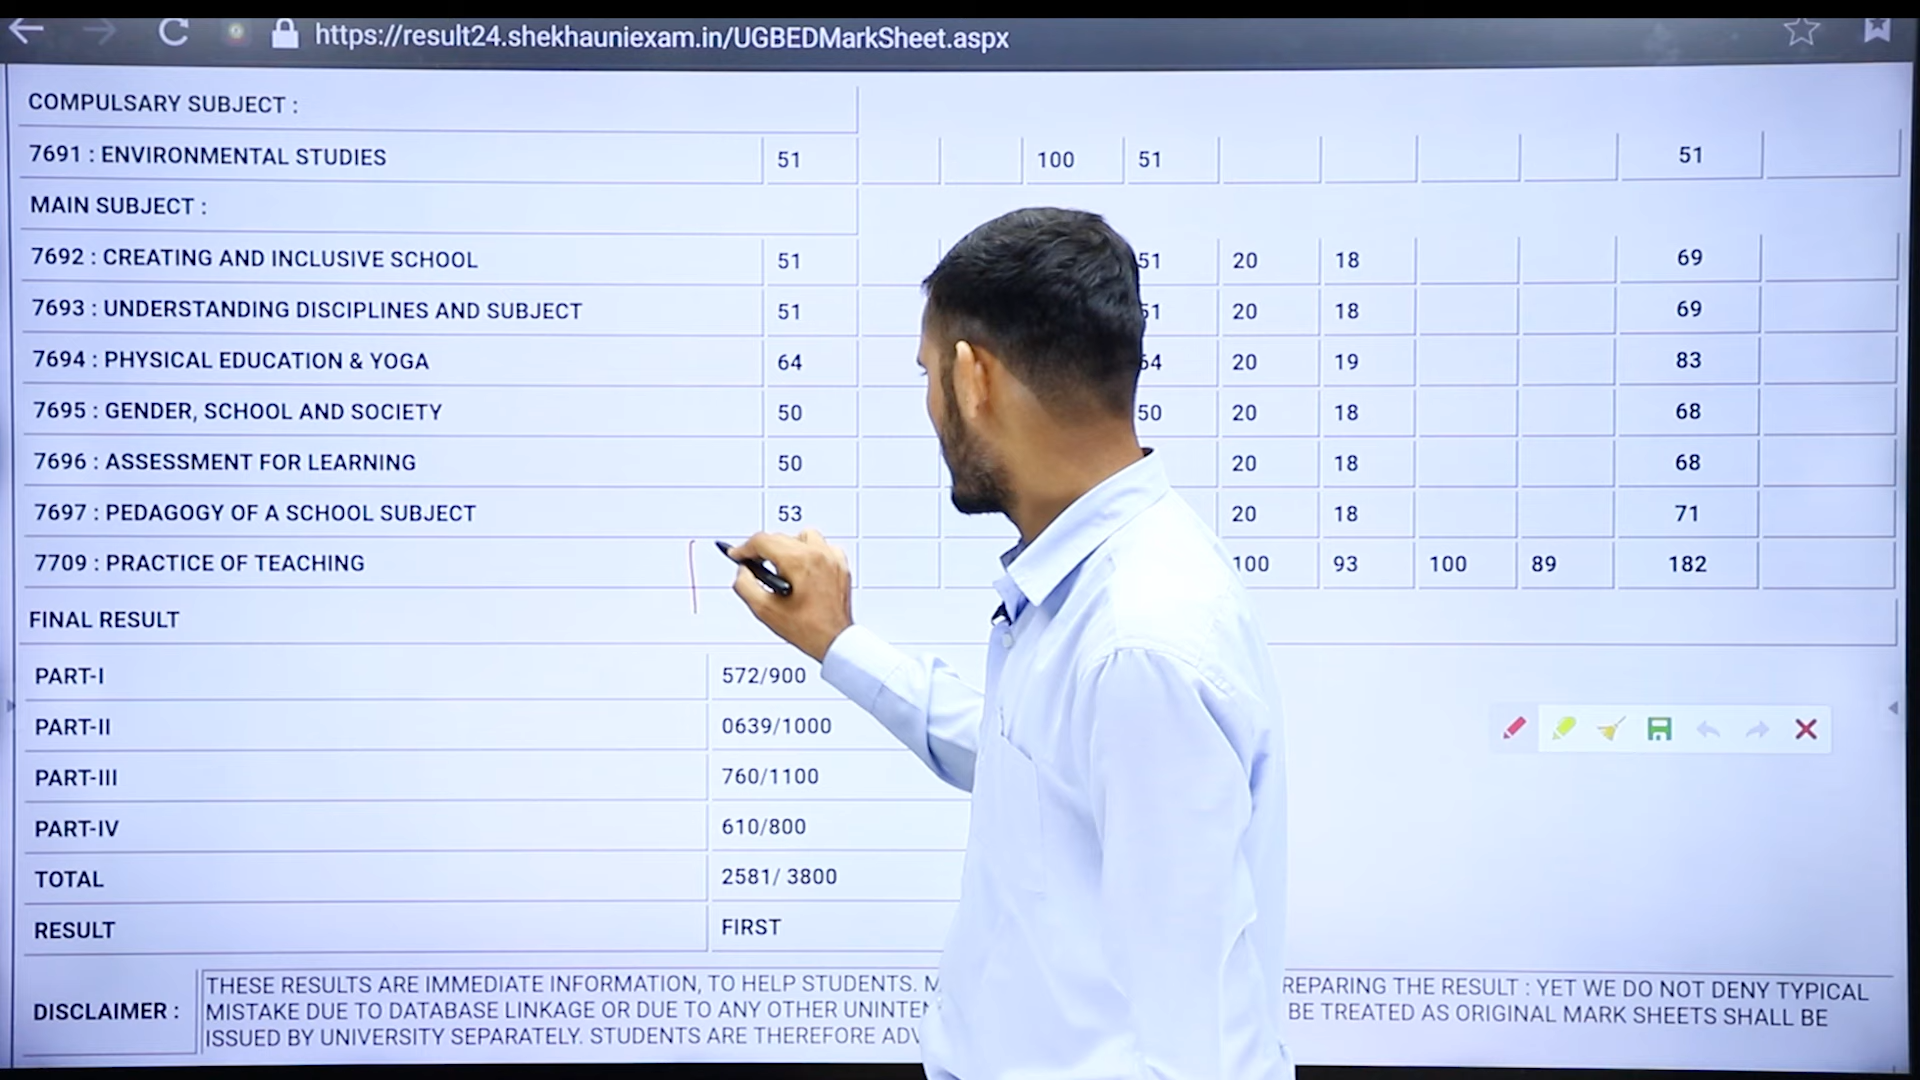 https://result24.shekhauniexam.in/UGBEDMarkSheet.aspx
COMPULSARY SUBJECT :
7691 : ENVIRONMENTAL STUDIES 51 100 51 51
MAIN SUBJECT :
7692 : CREATING AND INCLUSIVE SCHOOL 51 51 20 18 69
7693 : UNDERSTANDING DISCIPLINES AND SUBJECT 51 51 20 18 69
7694 : PHYSICAL EDUCATION & YOGA 64 64 20 19 83
7695 : GENDER, SCHOOL AND SOCIETY 50 50 20 18 68
7696 : ASSESSMENT FOR LEARNING 50 20 18 68
7697 : PEDAGOGY OF A SCHOOL SUBJECT 53 20 18 71
7709 : PRACTICE OF TEACHING 100 93 100 89 182
FINAL RESULT
PART-I 572/900
PART-II 0639/1000
PART-III 760/1100
PART-IV 610/800
TOTAL 2581/ 3800
RESULT FIRST
DISCLAIMER :
THESE RESULTS ARE IMMEDIATE INFORMATION, TO HELP STUDENTS. REPARING THE RESULT : YET WE DO NOT DENY TYPICAL
MISTAKE DUE TO DATABASE LINKAGE OR DUE TO ANY OTHER UNINTEN BE TREATED AS ORIGINAL MARK SHEETS SHALL BE
ISSUED BY UNIVERSITY SEPARATELY. STUDENTS ARE THEREFORE ADV